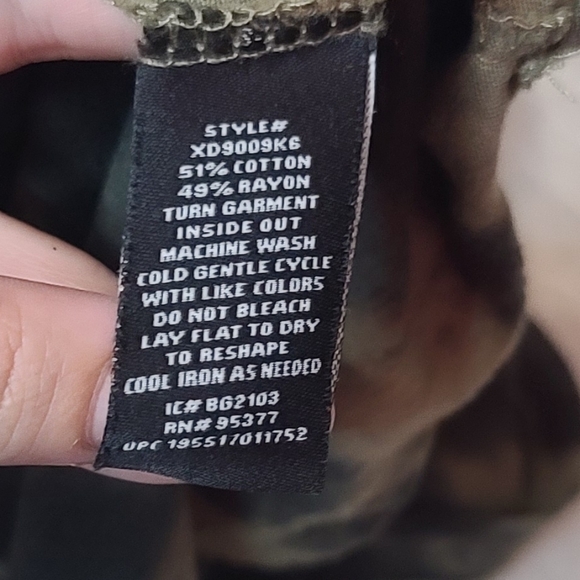 STYLE#
XD9009K6
51% COTTON
49% RAYON
TURN GARMENT
INSIDE OUT
MACHINE WASH
COLD GENTLE CYCLE
WITH LIKE COLORS
DO NOT BLEACH
LAY FLAT TO DRY
TO RESHAPE
COOL IRON AS NEEDED
IC# BG2103
RN# 95377
UPC 195517011752